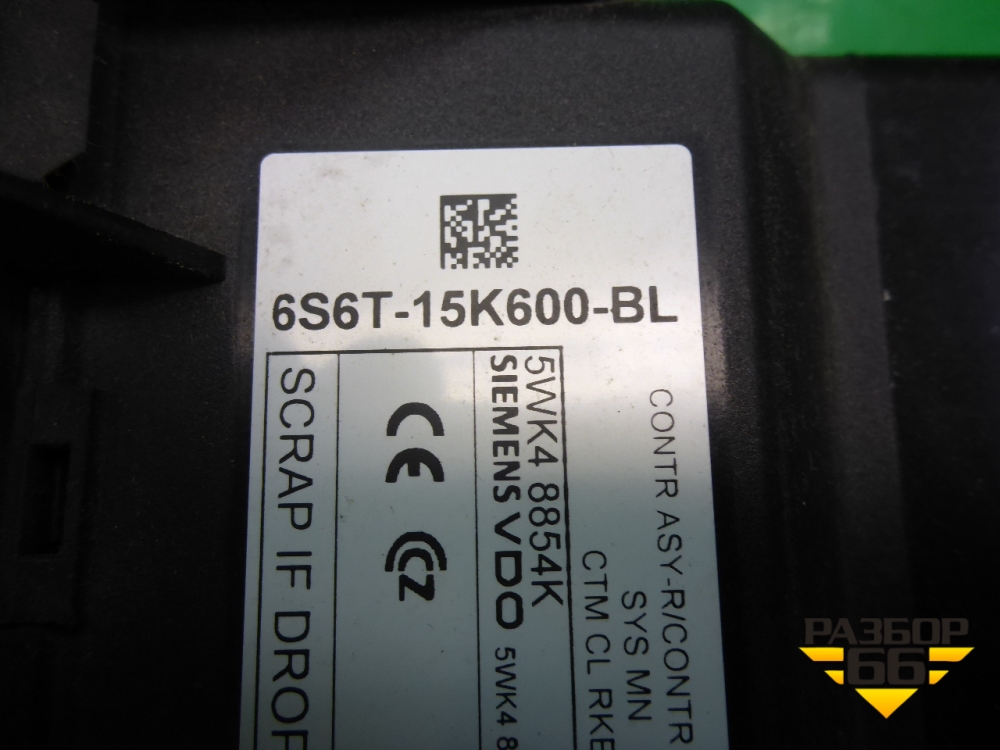 6S6T-15K600-BL
CONTR ASY-R/CONTR
SYS MN
CTM CL RKE
5WK4 8854K
SIEMENS VDO 5WK4 8
SCRAP IF DROP
РАЗБОР
66